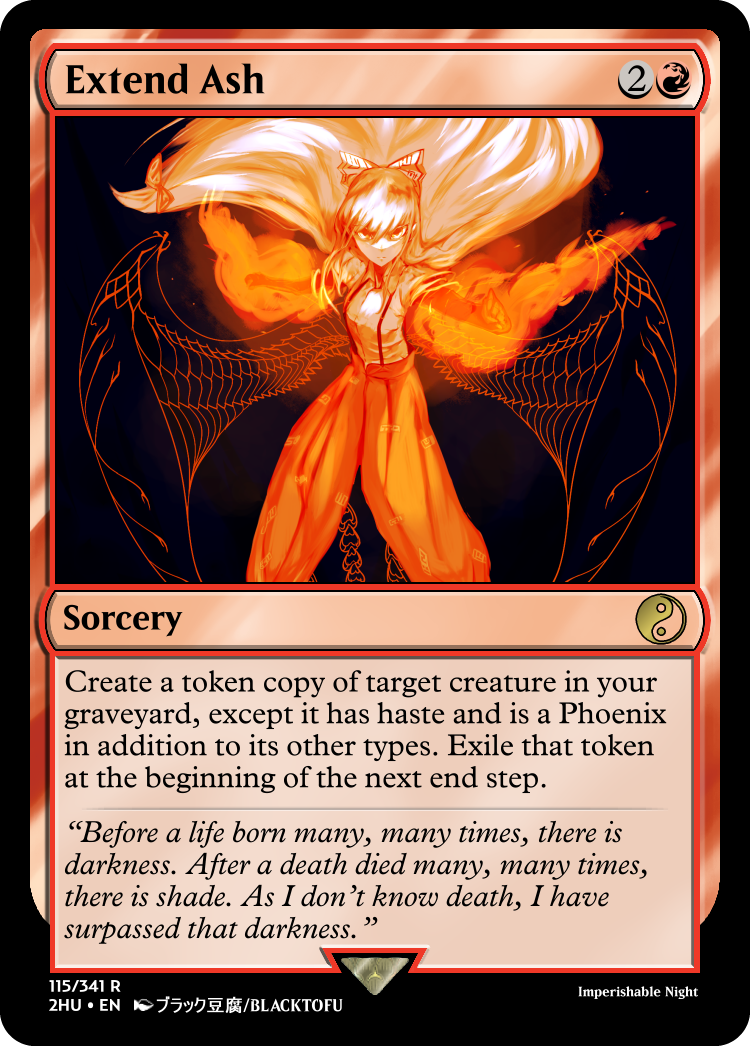 Extend Ash
2
Sorcery
Create a token copy of target creature in your
graveyard, except it has haste and is a Phoenix
in addition to its other types. Exile that token
at the beginning of the next end step.
“Before a life born many, many times, there is
darkness. After a death died many, many times,
there is shade. As I don’t know death, I have
surpassed that darkness.”
115/341 R
2HU • EN ブラック豆腐/BLACKTOFU
Imperishable Night